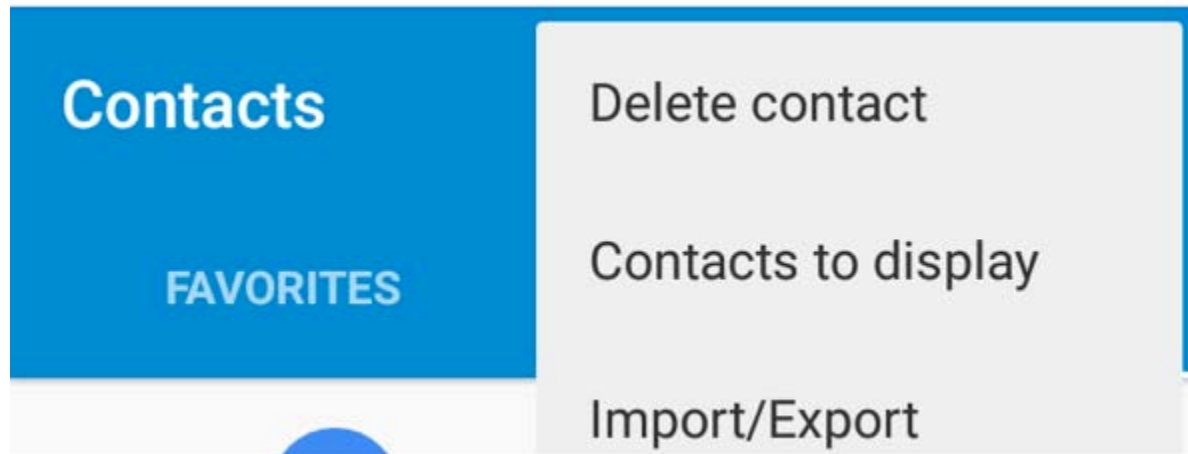 Contacts
Delete contact
Contacts to display
FAVORITES
Import/Export